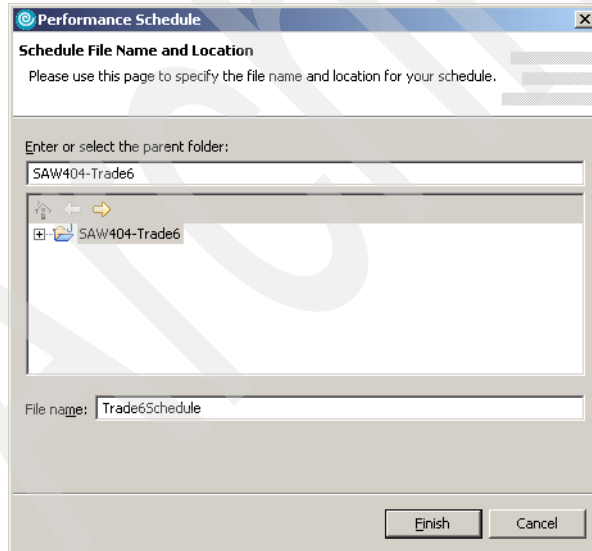 Performance Schedule
Schedule File Name and Location
Please use this page to specify the file name and location for your schedule.
Enter or select the parent folder:
SAW404-Trade6
SAW404-Trade6
File name: Trade6Schedule
Finish Cancel